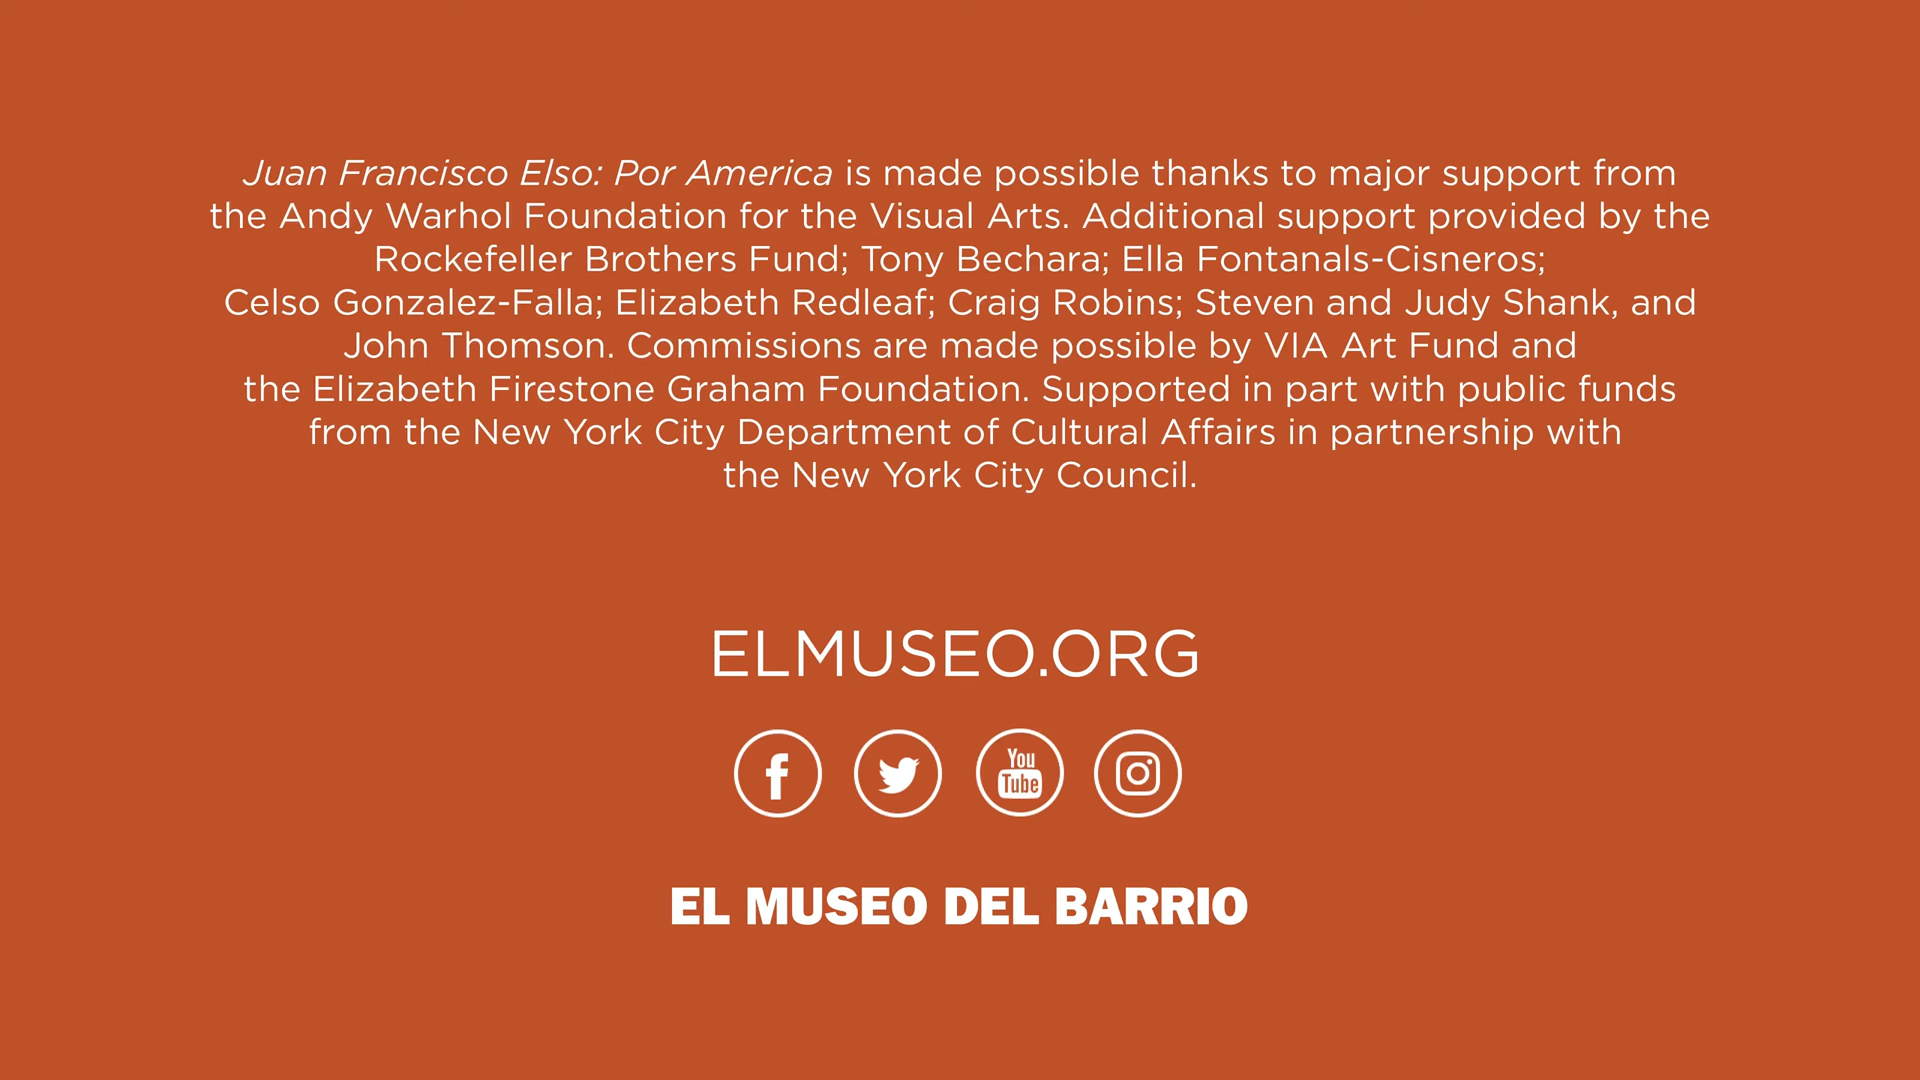 Juan Francisco Elso: Por America is made possible thanks to major support from
the Andy Warhol Foundation for the Visual Arts. Additional support provided by the
Rockefeller Brothers Fund; Tony Bechara; Ella Fontanals-Cisneros;
Celso Gonzalez-Falla; Elizabeth Redleaf; Craig Robins; Steven and Judy Shank, and
John Thomson. Commissions are made possible by VIA Art Fund and
the Elizabeth Firestone Graham Foundation. Supported in part with public funds
from the New York City Department of Cultural Affairs in partnership with
the New York City Council.
ELMUSEO.ORG
f
You
Tube
EL MUSEO DEL BARRIO